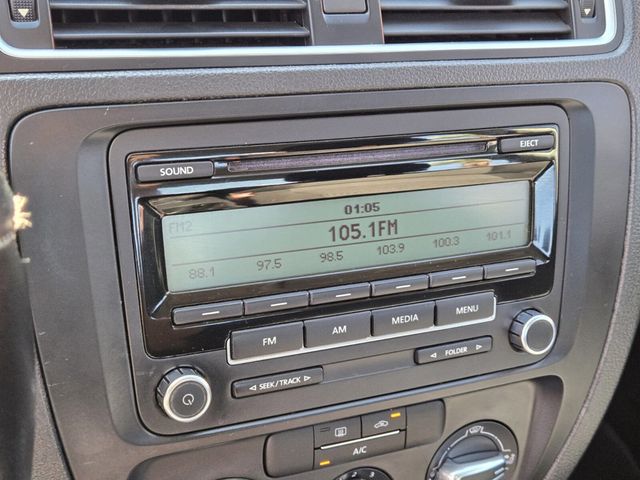 SOUND
EJECT
01:05
FM2
105.1FM
88.1 97.5 98.5 103.9 100.3 101.1
FM AM MEDIA MENU
SEEK/TRACK
FOLDER
A/C